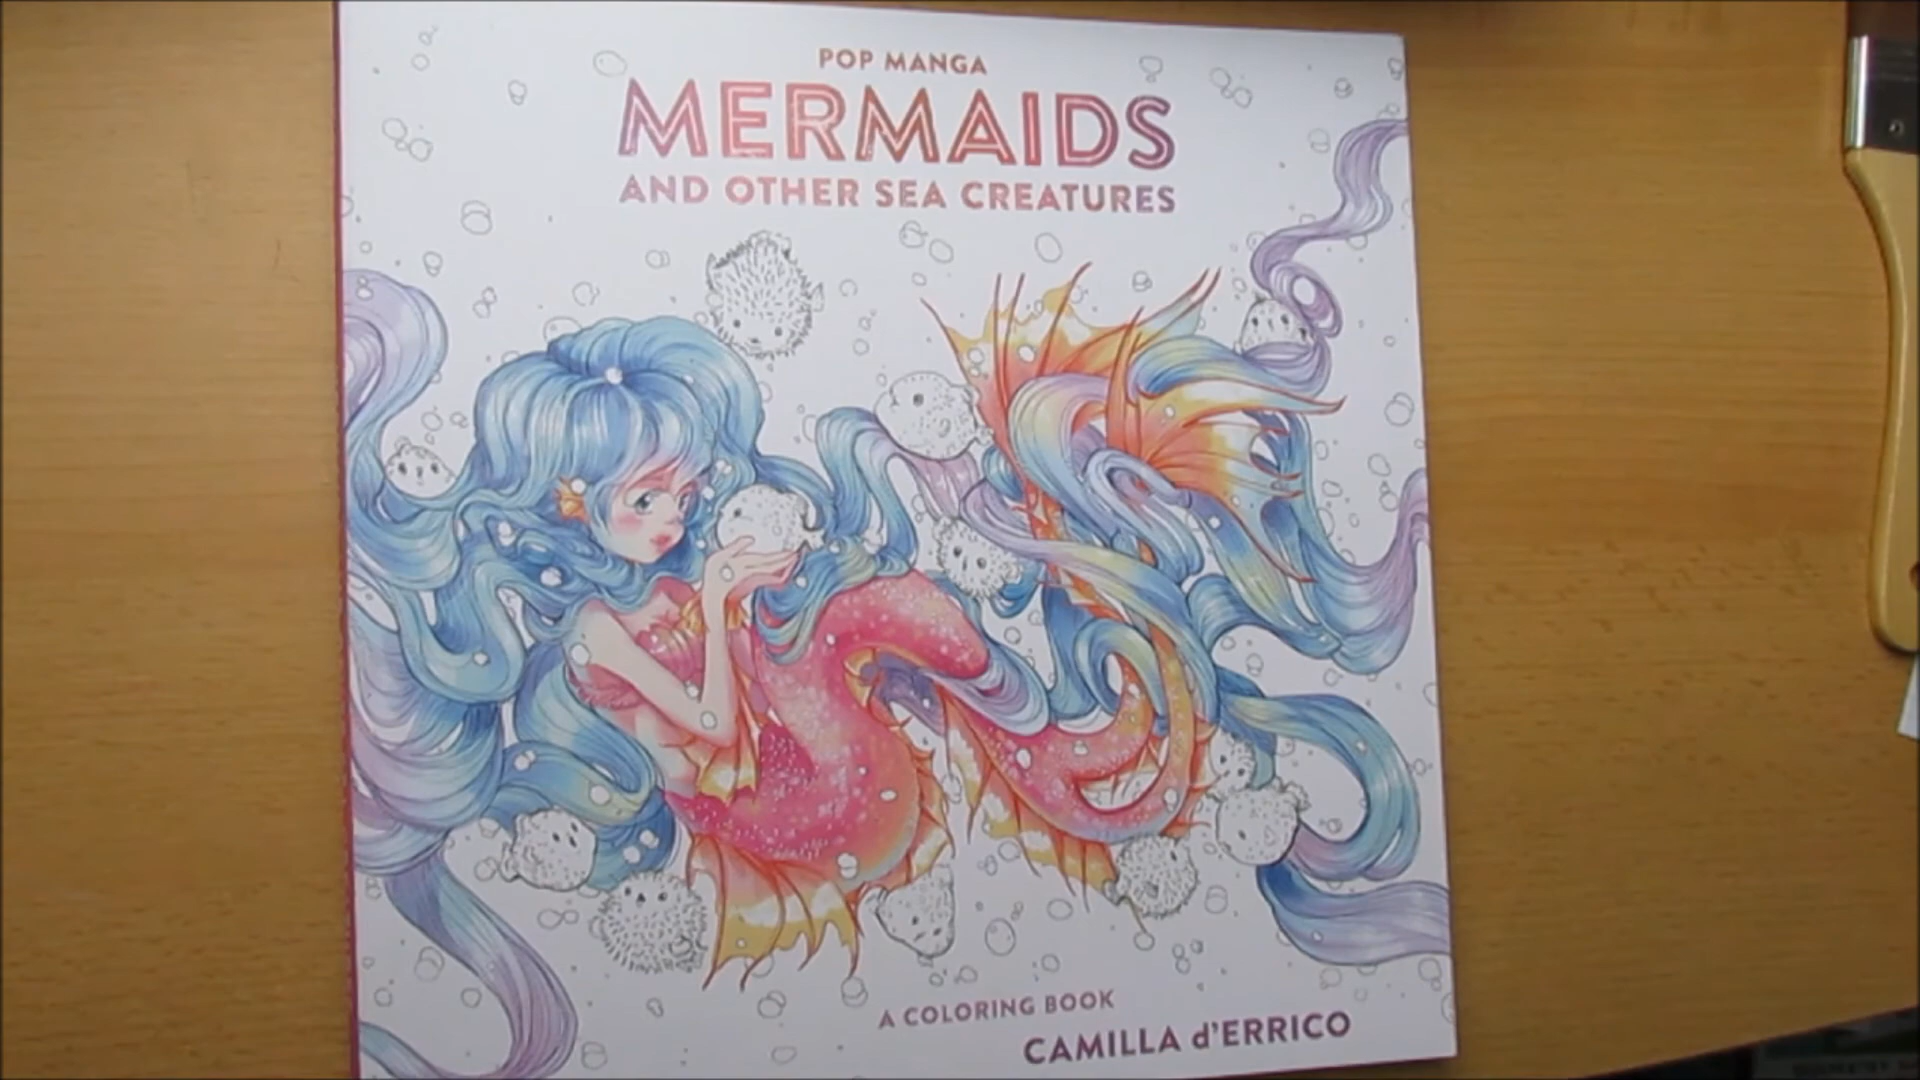 POP MANGA
MERMAIDS
AND OTHER SEA CREATURES
A COLORING BOOK
CAMILLA d'ERRICO